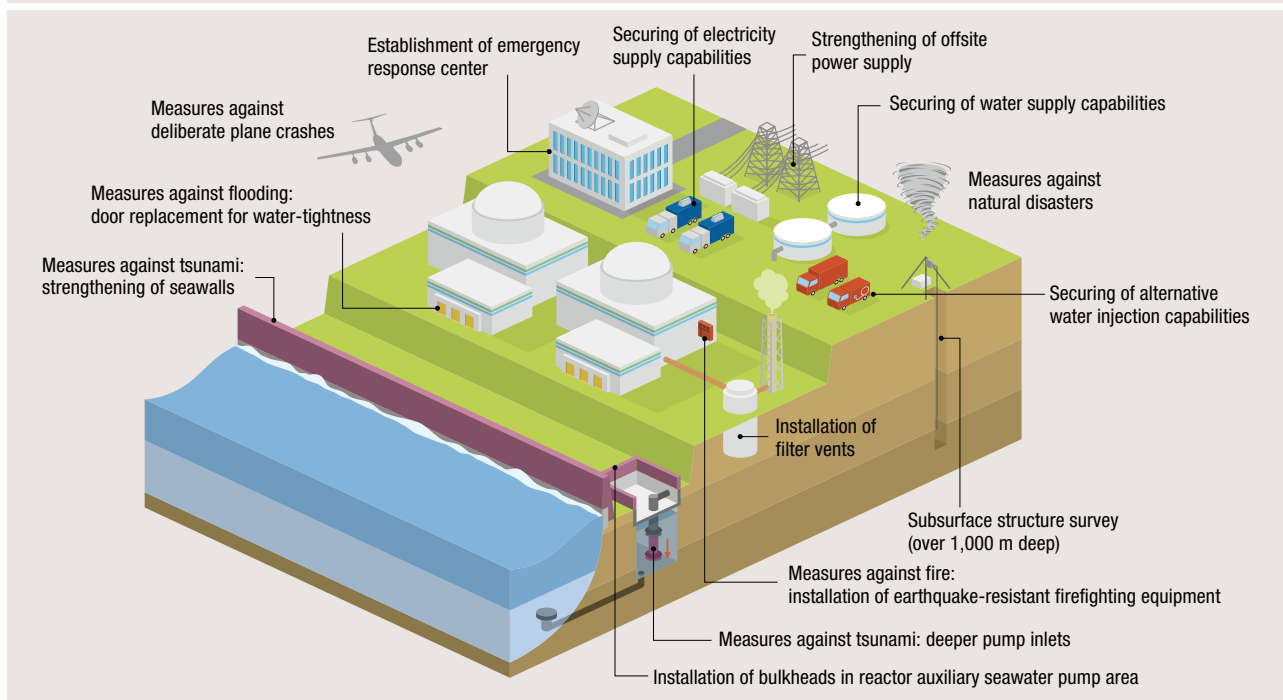 Establishment of emergency
response center
Securing of electricity
supply capabilities
Strengthening of offsite
power supply
Securing of water supply capabilities
Measures against
deliberate plane crashes
Measures against
natural disasters
Measures against flooding:
door replacement for water-tightness
Measures against tsunami:
strengthening of seawalls
Securing of alternative
water injection capabilities
Installation of
filter vents
Subsurface structure survey
(over 1,000 m deep)
Measures against fire:
installation of earthquake-resistant firefighting equipment
Measures against tsunami: deeper pump inlets
Installation of bulkheads in reactor auxiliary seawater pump area